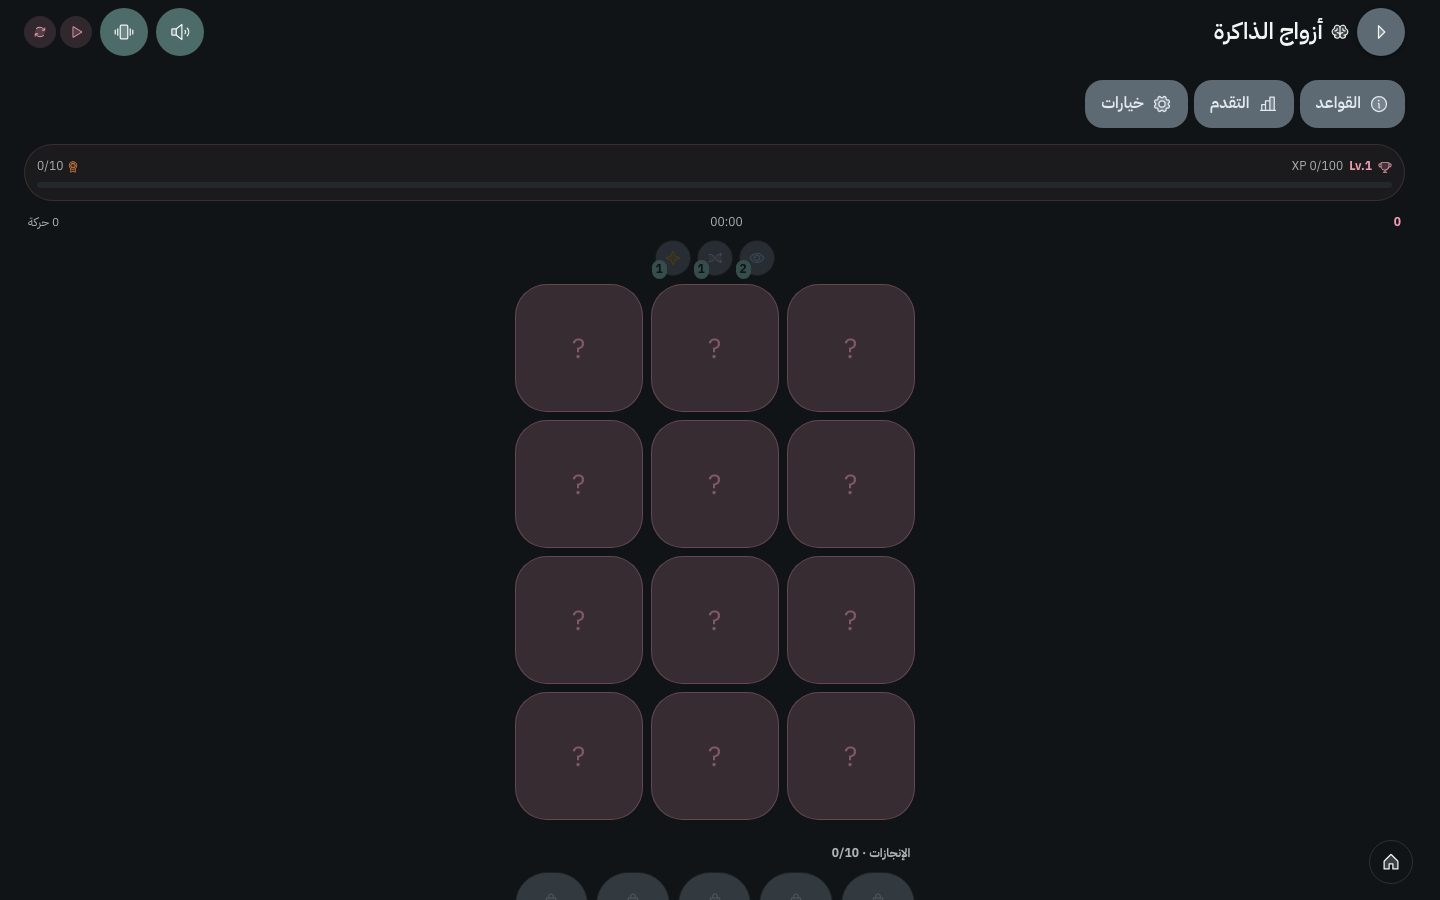 أزواج الذاكرة
القواعد
التقدم
خيارات
Lv.1 XP 0/100
0/10
0
00:00
0 حركة
2
1
1
? ? ?
? ? ?
? ? ?
? ? ?
الإنجازات · 0/10